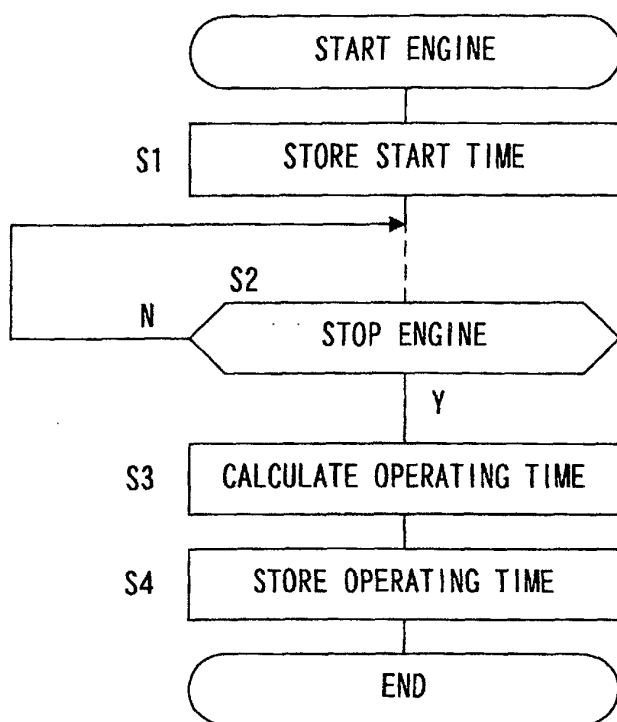 START ENGINE
S1 STORE START TIME
S2
N STOP ENGINE
Y
S3 CALCULATE OPERATING TIME
S4 STORE OPERATING TIME
END